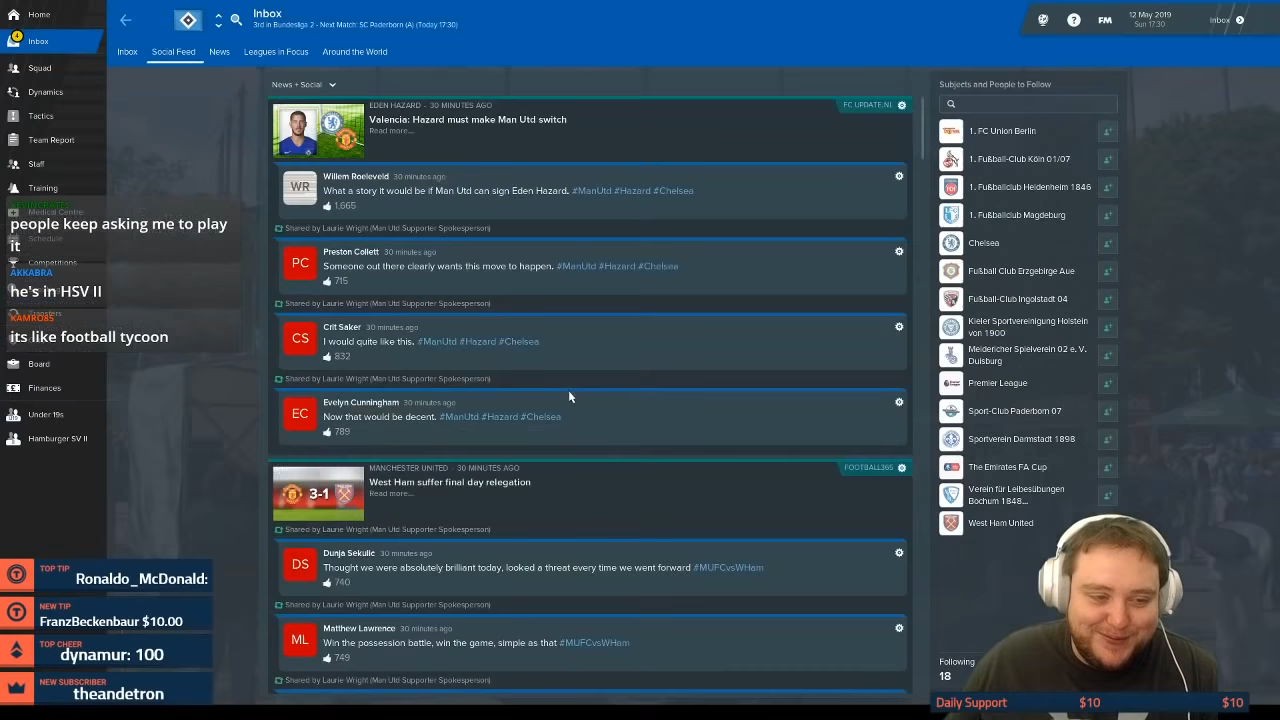 Home
4
Inbox
Squad
Dynamics
Tactics
Team Report
Staff
Training
Medical Centre
Schedule
Competitions
Transfers
Board
Finances
Under 19s
Hamburger SV II
people keep asking me to play
it
AKKABRA
he's in HSV II
KAMRO85
its like football tycoon
TOP TIP
Ronaldo_McDonald:
NEW TIP
FranzBeckenbaur $10.00
TOP CHEER
dynamur: 100
NEW SUBSCRIBER
theandetron
Inbox
3rd in Bundesliga 2 - Next Match: SC Paderborn (A) (Today 17:30)
FM
12 May 2019
Sun 17:30
Inbox
Inbox Social Feed News Leagues in Focus Around the World
News + Social
EDEN HAZARD - 30 MINUTES AGO
FC UPDATE.NL
Valencia: Hazard must make Man Utd switch
Read more...
WR
Willem Roeleveld 30 minutes ago
What a story it would be if Man Utd can sign Eden Hazard. #ManUtd #Hazard #Chelsea
1,665
Shared by Laurie Wright (Man Utd Supporter Spokesperson)
PC
Preston Collett 30 minutes ago
Someone out there clearly wants this move to happen. #ManUtd #Hazard #Chelsea
715
Shared by Laurie Wright (Man Utd Supporter Spokesperson)
CS
Crit Saker 30 minutes ago
I would quite like this. #ManUtd #Hazard #Chelsea
832
Shared by Laurie Wright (Man Utd Supporter Spokesperson)
EC
Evelyn Cunningham 30 minutes ago
Now that would be decent. #ManUtd #Hazard #Chelsea
789
MANCHESTER UNITED - 30 MINUTES AGO
FOOTBALL365
3-1
West Ham suffer final day relegation
Read more...
Shared by Laurie Wright (Man Utd Supporter Spokesperson)
DS
Dunja Sekulic 30 minutes ago
Thought we were absolutely brilliant today, looked a threat every time we went forward #MUFCvsWHam
740
Shared by Laurie Wright (Man Utd Supporter Spokesperson)
ML
Matthew Lawrence 30 minutes ago
Win the possession battle, win the game, simple as that #MUFCvsWHam
749
Shared by Laurie Wright (Man Utd Supporter Spokesperson)
Subjects and People to Follow
1. FC Union Berlin
1. Fußball-Club Köln 01/07
1. Fußballclub Heidenheim 1846
1. Fußballclub Magdeburg
Chelsea
Fußball Club Erzgebirge Aue
Fußball-Club Ingolstadt 04
Kieler Sportvereinigung Holstein
von 1900
Meidericher Spielverein 02 e. V.
Duisburg
Premier League
Sport-Club Paderborn 07
Sportverein Darmstadt 1898
The Emirates FA Cup
Verein für Leibesübungen
Bochum 1848...
West Ham United
Following
18
Daily Support $10 $10